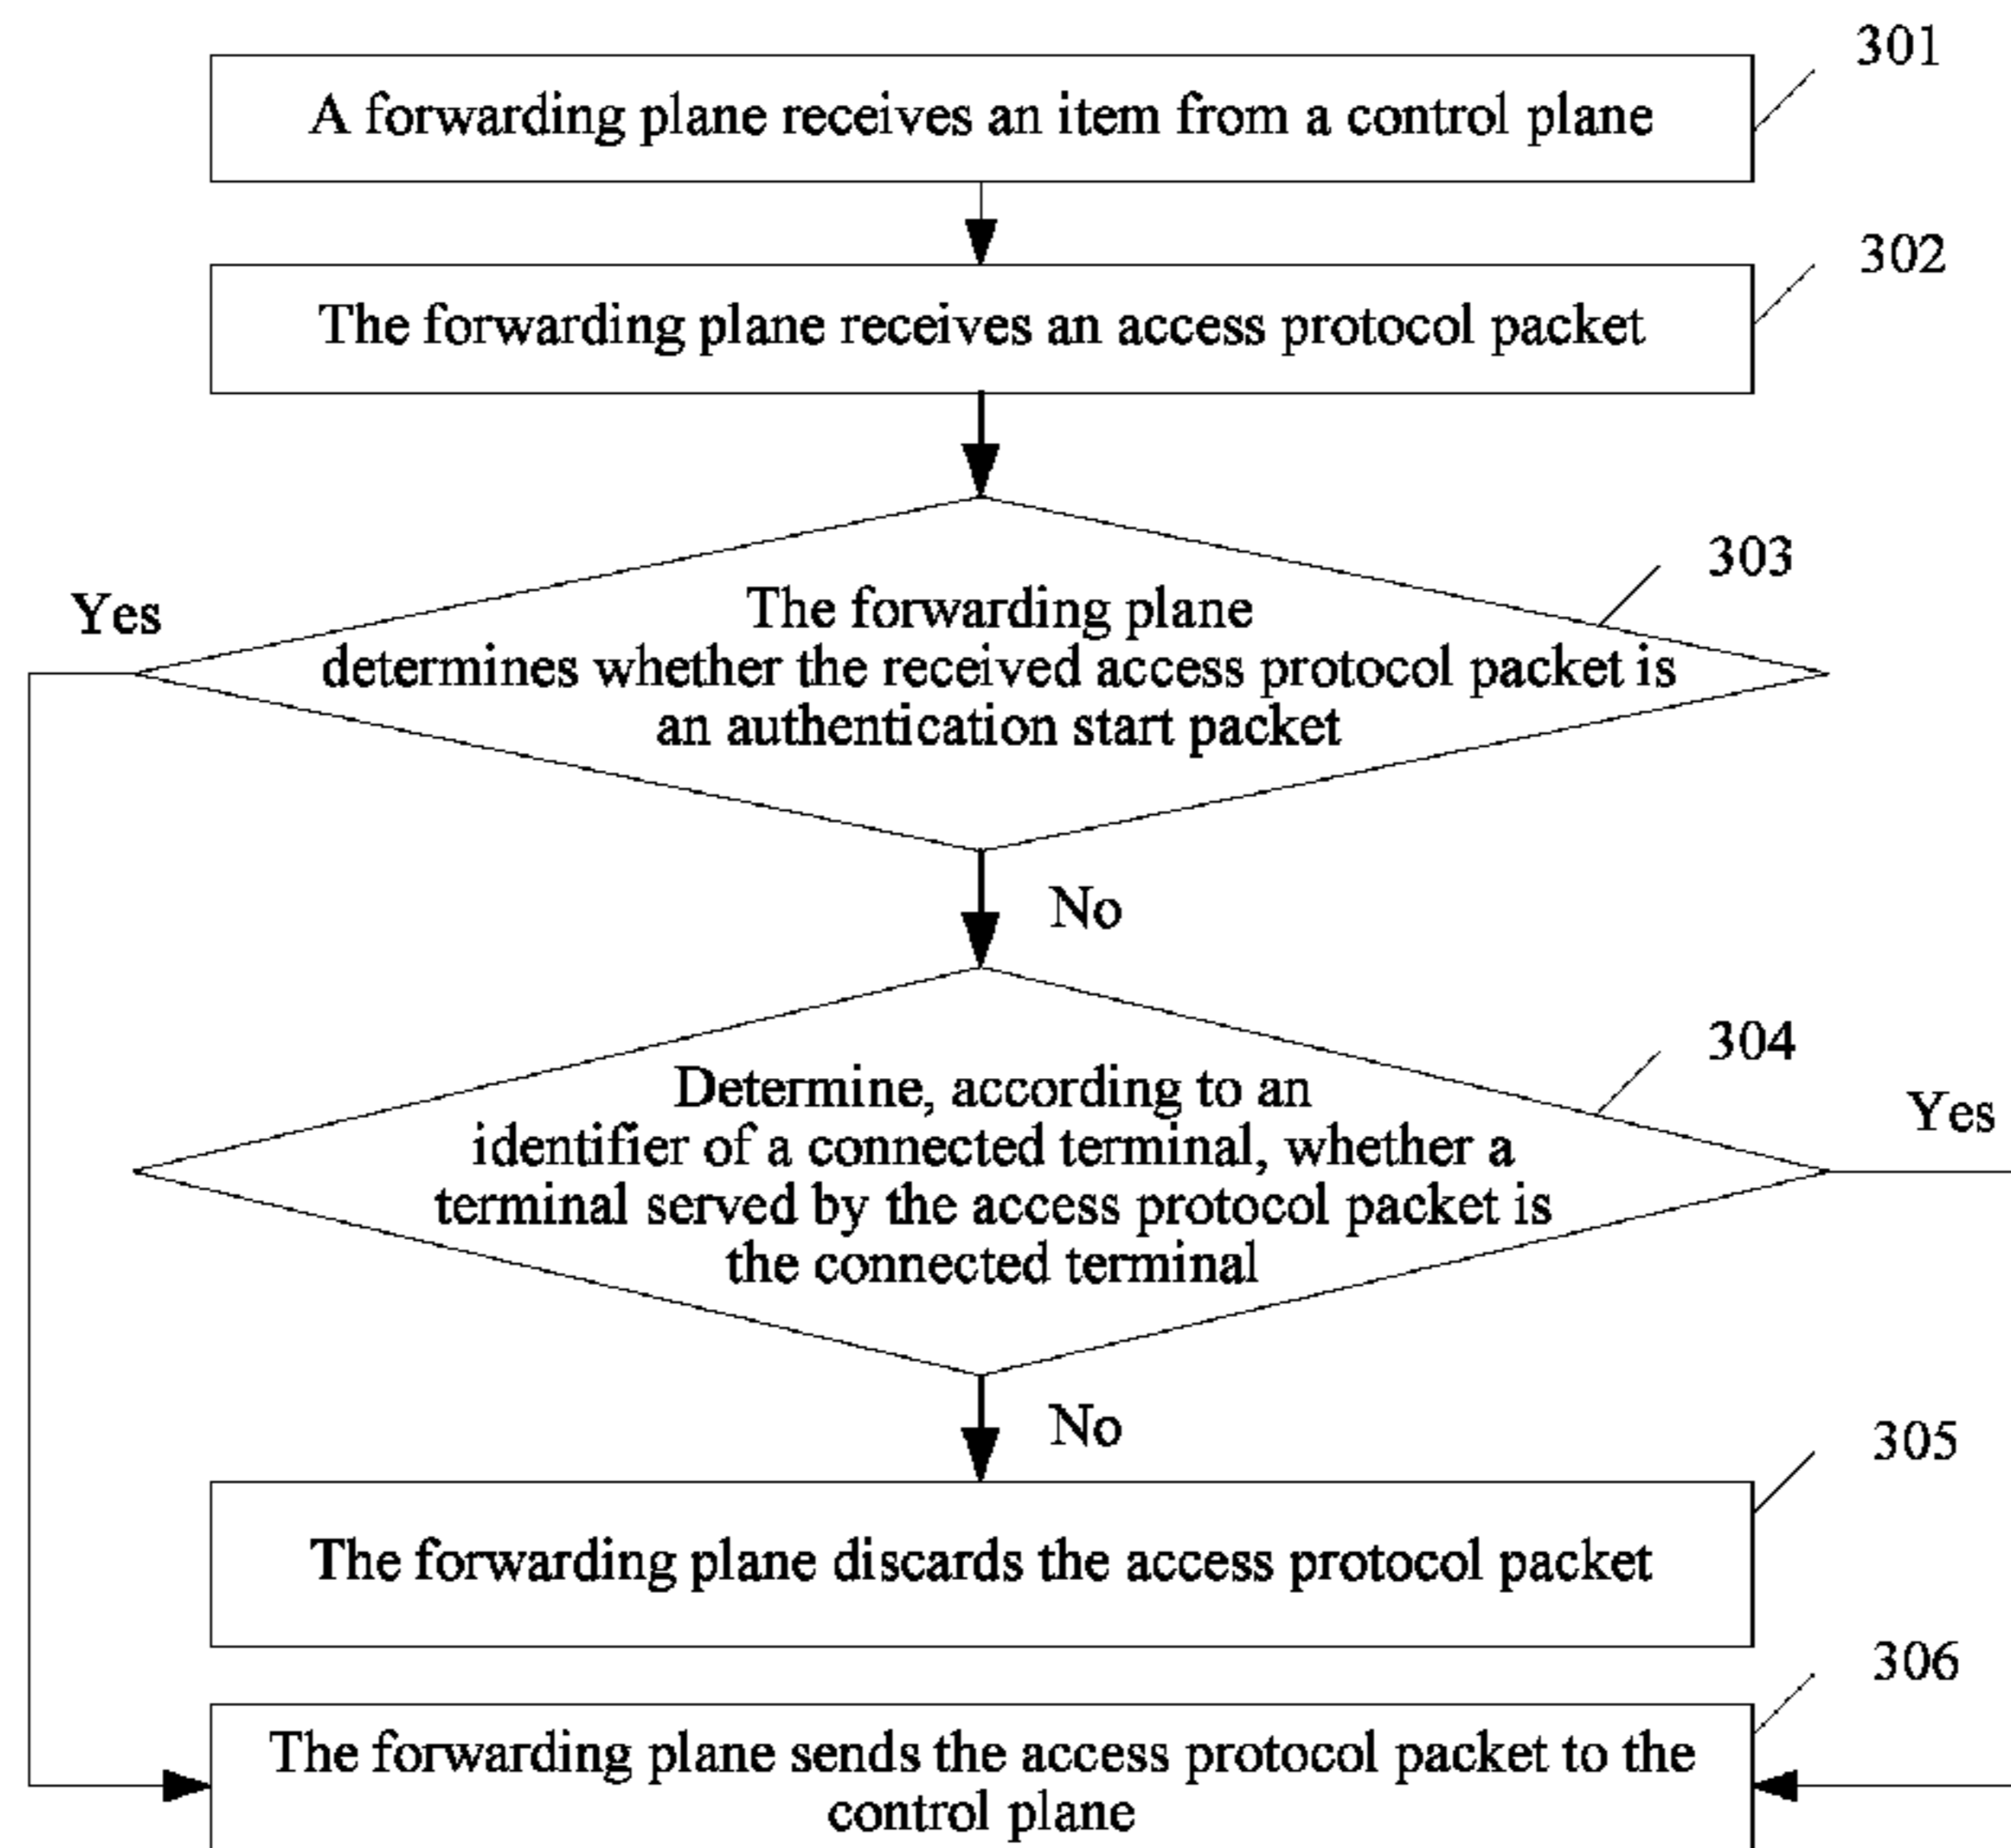 301
A forwarding plane receives an item from a control plane
302
The forwarding plane receives an access protocol packet
303
Yes
The forwarding plane
determines whether the received access protocol packet is
an authentication start packet
No
304
Determine, according to an
identifier of a connected terminal, whether a
terminal served by the access protocol packet is
the connected terminal
Yes
No
305
The forwarding plane discards the access protocol packet
306
The forwarding plane sends the access protocol packet to the
control plane